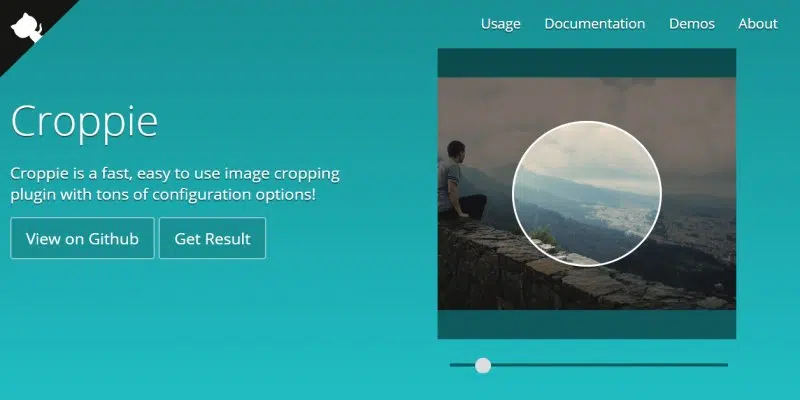 Usage Documentation Demos About
Croppie
Croppie is a fast, easy to use image cropping
plugin with tons of configuration options!
View on Github Get Result